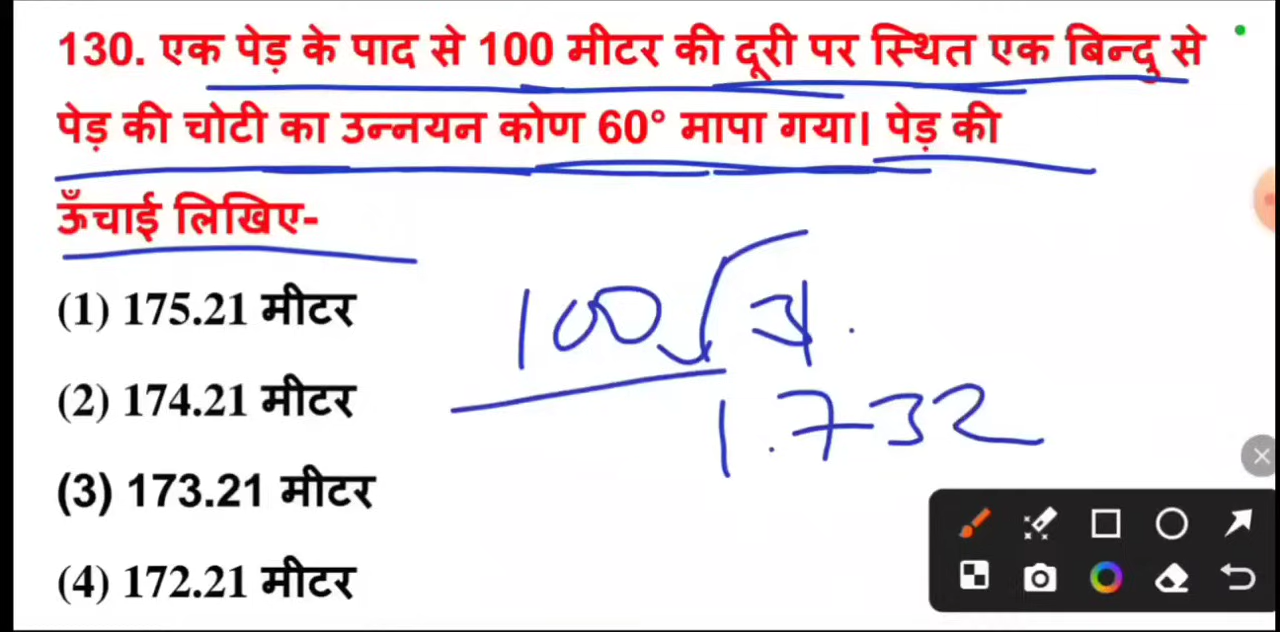 130. एक पेड़ के पाद से 100 मीटर की दूरी पर स्थित एक बिन्दु से
पेड़ की चोटी का उन्नयन कोण 60° मापा गया। पेड़ की
ऊँचाई लिखिए-
(1) 175.21 मीटर
100√3
(2) 174.21 मीटर
1.732
(3) 173.21 मीटर
(4) 172.21 मीटर